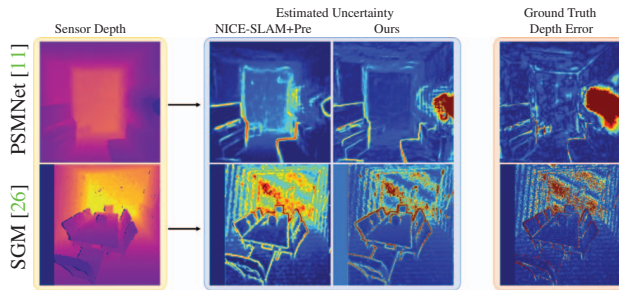 Estimated Uncertainty
Ground Truth
Sensor Depth
NICE-SLAM+Pre
Ours
Depth Error
PSMNet [11]
SGM [26]